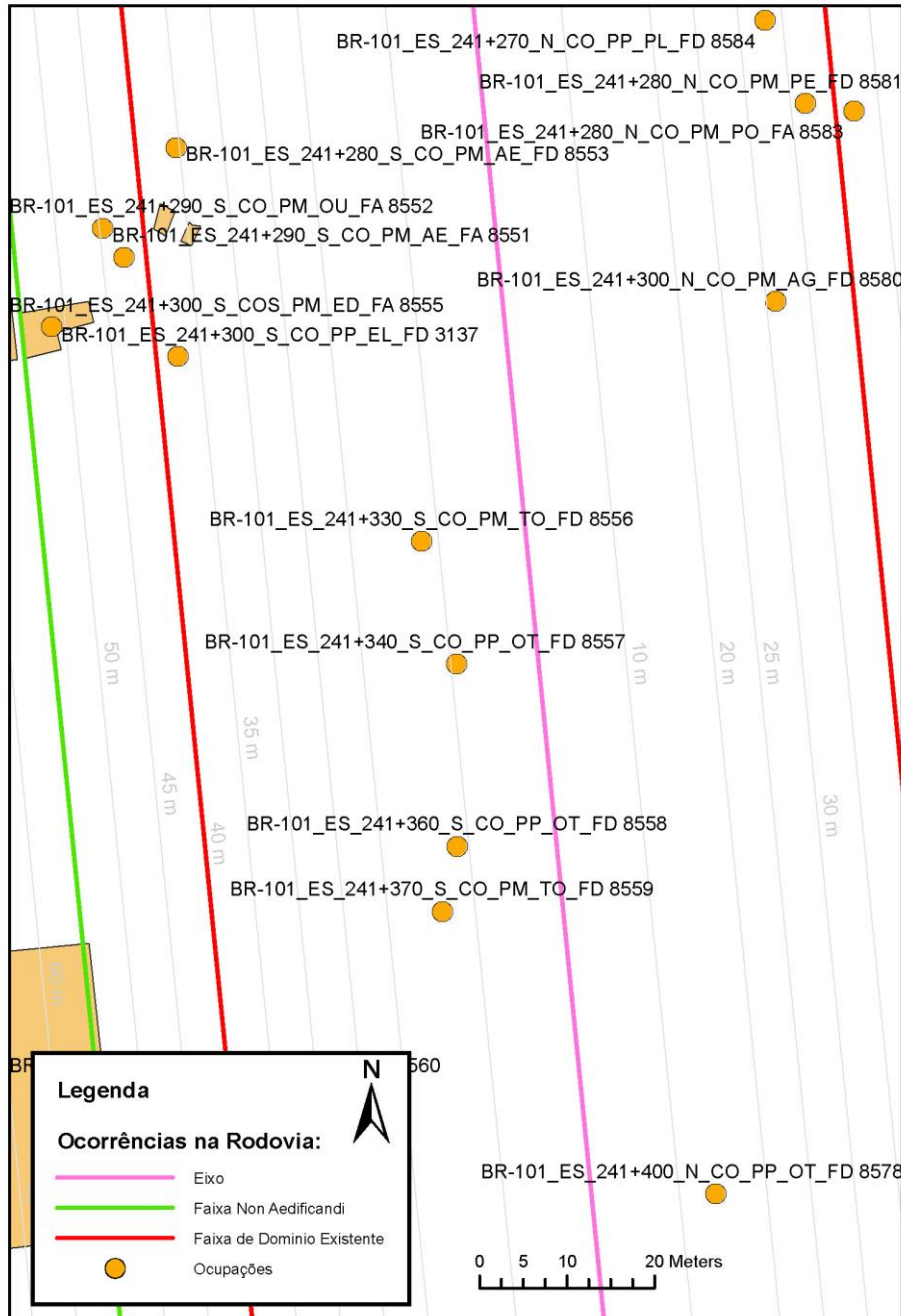 BR-101_ES_241+270_N_CO_PP_PL_FD 8584
BR-101_ES_241+280_N_CO_PM_PE_FD 8581
BR-101_ES_241+280_N_CO_PM_PO_FA 8583
BR-101_ES_241+280_S_CO_PM_AE_FD 8553
BR-101_ES_241+290_S_CO_PM_OU_FA 8552
BR-101_ES_241+290_S_CO_PM_AE_FA 8551
BR-101_ES_241+300_N_CO_PM_AG_FD 8580
BR-101_ES_241+300_S_COS_PM_ED_FA 8555
BR-101_ES_241+300_S_CO_PP_EL_FD 3137
BR-101_ES_241+330_S_CO_PM_TO_FD 8556
BR-101_ES_241+340_S_CO_PP_OT_FD 8557
50 m
10 m
20 m
25 m
35 m
45 m
40 m
30 m
BR-101_ES_241+360_S_CO_PP_OT_FD 8558
BR-101_ES_241+370_S_CO_PM_TO_FD 8559
BR-101_ES_241+400_N_CO_PP_OT_FD 8578
Legenda
N
Ocorrências na Rodovia:
Eixo
Faixa Non Aedificandi
Faixa de Dominio Existente
Ocupações
0 5 10 20 Meters